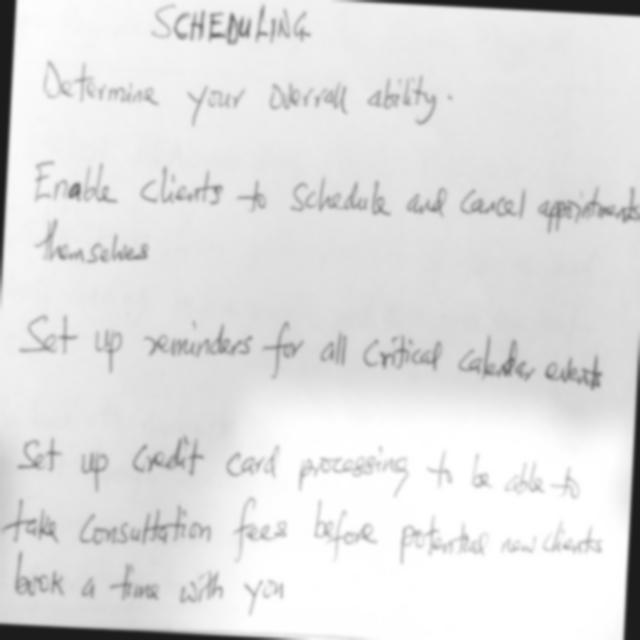 SCHEDULING
Determine your overall ability.
Enable clients to schedule and cancel appointments
themselves
Set up reminders for all critical calender events
Set up credit card processing to be able to
take consultation fees before potential new clients
book a time with you